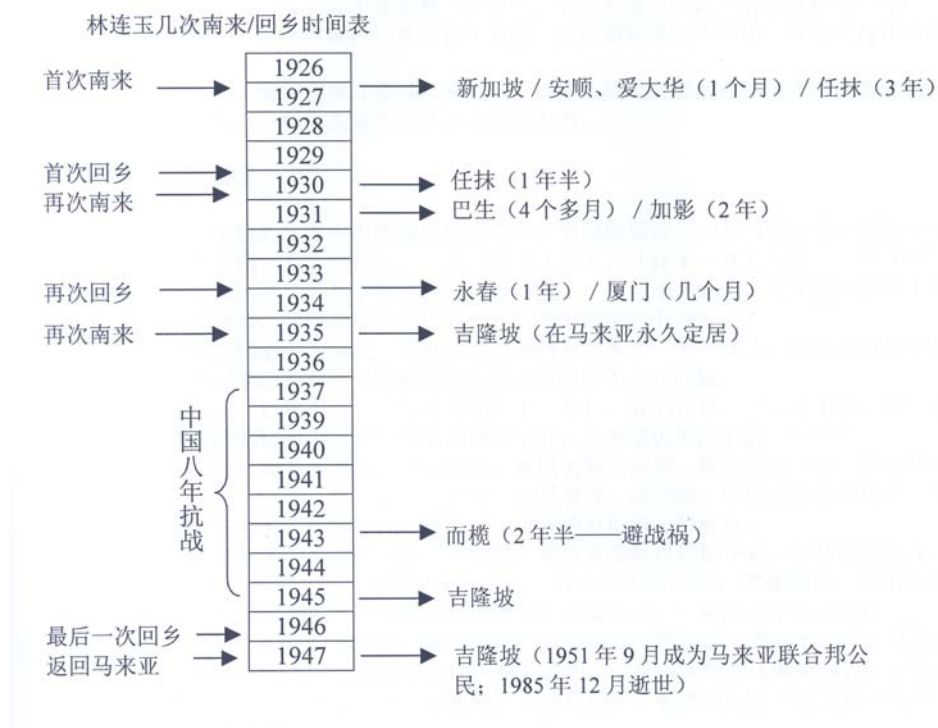 林连玉几次南来/回乡时间表
1926
首次南来
1927
新加坡 / 安顺、爱大华（1个月）/ 任抹（3年）
1928
1929
首次回乡
1930
任抹（1年半）
再次南来
1931
巴生（4个多月）/ 加影（2年）
1932
1933
再次回乡
永春（1年）/ 厦门（几个月）
1934
再次南来
1935
吉隆坡（在马来亚永久定居）
1936
1937
中国八年抗战
1939
1940
1941
1942
1943
而榄（2年半——避战祸）
1944
1945
吉隆坡
1946
最后一次回乡
返回马来亚
1947
吉隆坡（1951年9月成为马来亚联合邦公
民；1985年12月逝世）